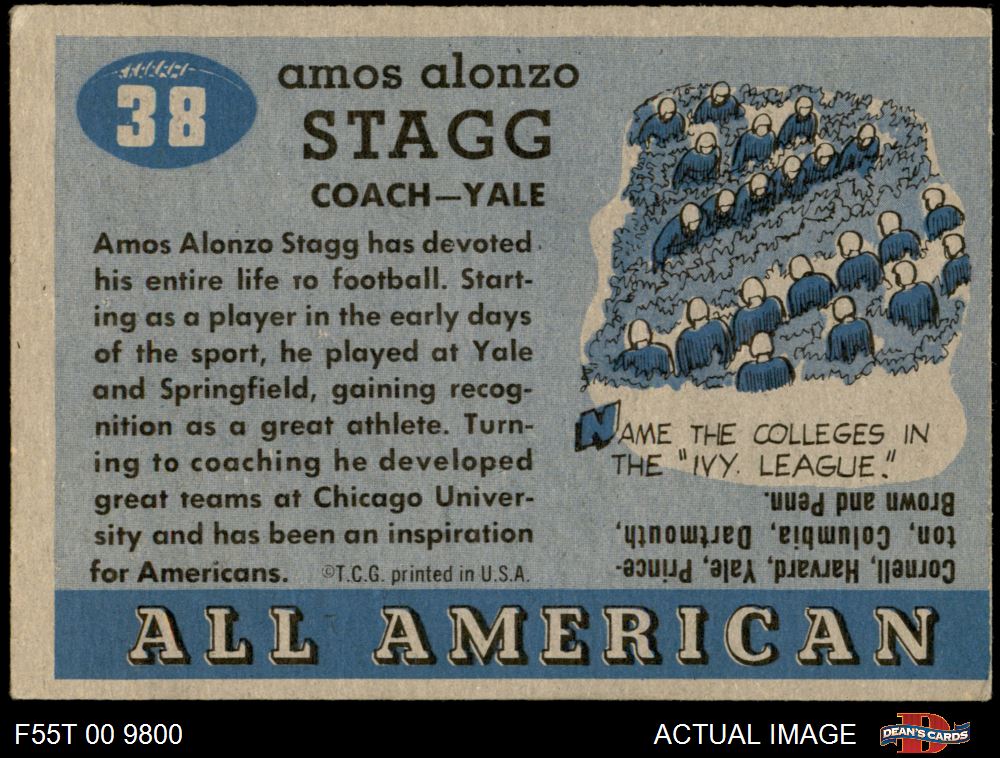 38
amos alonzo
STAGG
COACH—YALE
Amos Alonzo Stagg has devoted
his entire life ro football. Start-
ing as a player in the early days
of the sport, he played at Yale
and Springfield, gaining recog-
nition as a great athlete. Turn-
ing to coaching he developed
great teams at Chicago Univer-
sity and has been an inspiration
for Americans. ©T.C.G. printed in U.S.A.
NAME THE COLLEGES IN
THE "IVY. LEAGUE."
Cornell, Harvard, Yale, Prince-
ton, Columbia, Dartmouth,
Brown and Penn.
ALL AMERICAN
F55T 00 9800
ACTUAL IMAGE
DEAN'S CARDS